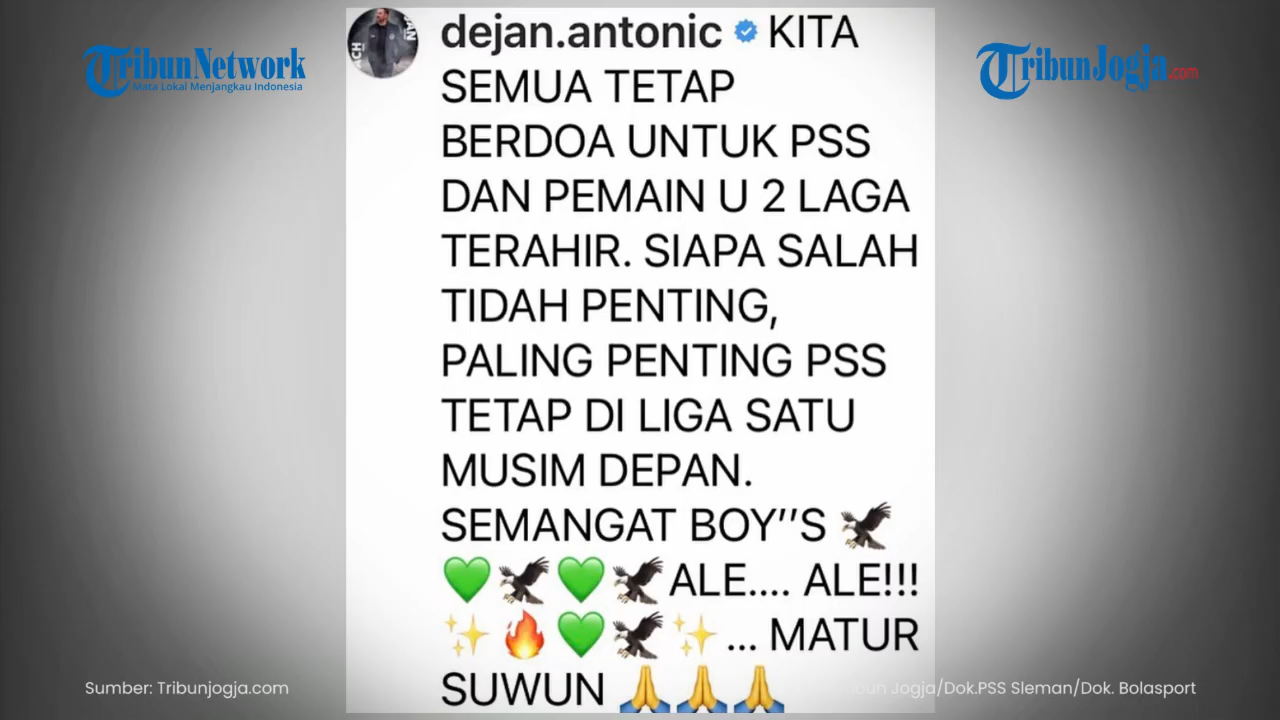 TribunNetwork
Mata Lokal Menjangkau Indonesia
TribunJogja.com
dejan.antonic KITA
SEMUA TETAP
BERDOA UNTUK PSS
DAN PEMAIN U 2 LAGA
TERAHIR. SIAPA SALAH
TIDAH PENTING,
PALING PENTING PSS
TETAP DI LIGA SATU
MUSIM DEPAN.
SEMANGAT BOY’’S 🦅
💚🦅💚🦅 ALE.... ALE!!!
✨🔥💚🦅✨... MATUR
SUWUN 🙏🙏🙏
Sumber: Tribunjogja.com
Jogja/Dok.PSS Sleman/Dok. Bolasport